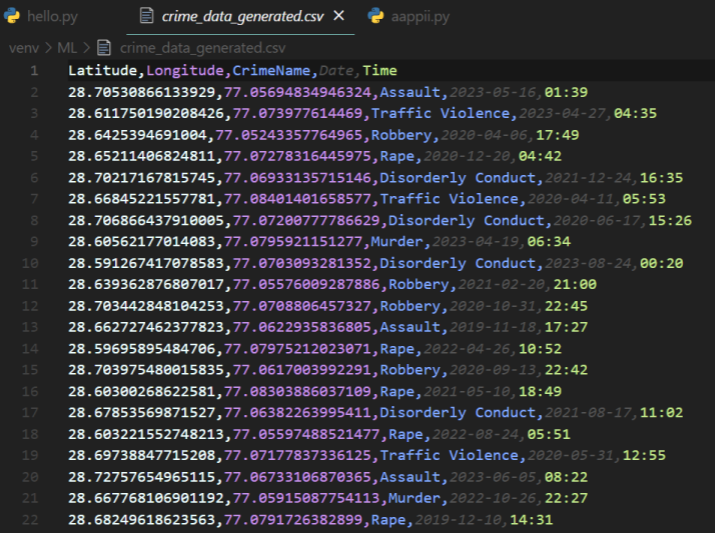 hello.py crime_data_generated.csv aappii.py
venv > ML > crime_data_generated.csv
1 Latitude,Longitude,CrimeName,Date,Time
2 28.70530866133929,77.05694834946324,Assault,2023-05-16,01:39
3 28.611750190208426,77.073977614469,Traffic Violence,2023-04-27,04:35
4 28.6425394691004,77.05243357764965,Robbery,2020-04-06,17:49
5 28.65211406824811,77.07278316445975,Rape,2020-12-20,04:42
6 28.70217167815745,77.06933135715146,Disorderly Conduct,2021-12-24,16:35
7 28.66845221557781,77.08401401658577,Traffic Violence,2020-04-11,05:53
8 28.706866437910005,77.07200777786629,Disorderly Conduct,2020-06-17,15:26
9 28.60562177014083,77.0795921151277,Murder,2023-04-19,06:34
10 28.591267417078583,77.0703093281352,Disorderly Conduct,2023-08-24,00:20
11 28.639362876807017,77.05576009287886,Robbery,2021-02-20,21:00
12 28.703442848104253,77.0708806457327,Robbery,2020-10-31,22:45
13 28.662727462377823,77.0622935836805,Assault,2019-11-18,17:27
14 28.59695895484706,77.07975212023071,Rape,2022-04-26,10:52
15 28.703975480015835,77.0617003992291,Robbery,2020-09-13,22:42
16 28.60300268622581,77.08303886037109,Rape,2021-05-10,18:49
17 28.67853569871527,77.06382263995411,Disorderly Conduct,2021-08-17,11:02
18 28.603221552748213,77.05597488521477,Rape,2022-08-24,05:51
19 28.69738847715208,77.07177837336125,Traffic Violence,2020-05-31,12:55
20 28.72757654965115,77.06733106870365,Assault,2023-06-05,08:22
21 28.667768106901192,77.05915087754113,Murder,2022-10-26,22:27
22 28.68249618623563,77.0791726382899,Rape,2019-12-10,14:31